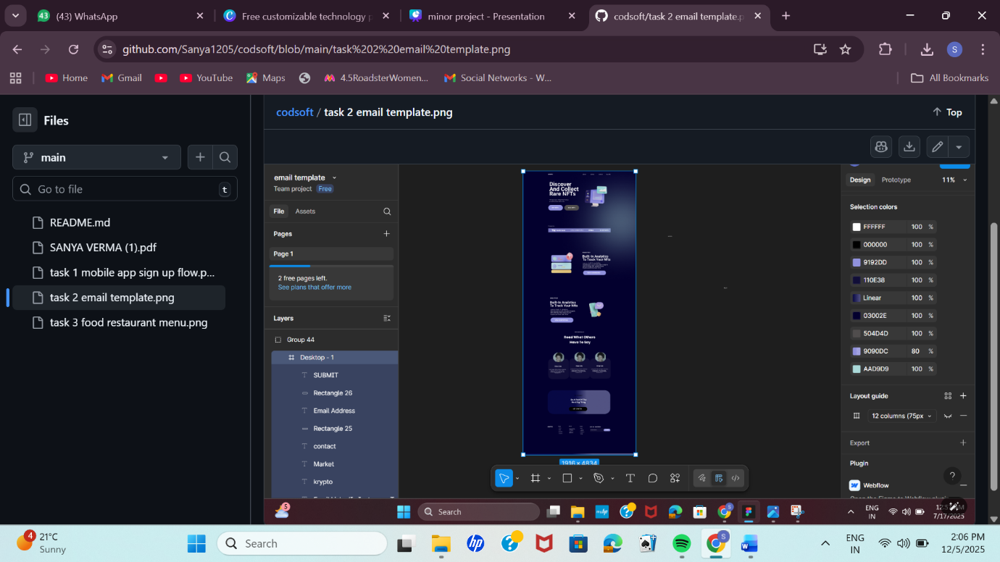 43 (43) WhatsApp
Free customizable technology p
minor project - Presentation
codsoft/task 2 email template.p
github.com/Sanya1205/codsoft/blob/main/task%202%20email%20template.png
S
Home
Gmail
YouTube
Maps
4.5RoadsterWomen...
Social Networks - W...
All Bookmarks
Files
codsoft / task 2 email template.png
Top
main
Go to file
t
README.md
SANYA VERMA (1).pdf
task 1 mobile app sign up flow.p...
task 2 email template.png
task 3 food restaurant menu.png
email template
Team project Free
File Assets
Pages
Page 1
2 free pages left.
See plans that offer more
Layers
Group 44
Desktop - 1
SUBMIT
Rectangle 26
Email Address
Rectangle 25
contact
Market
krypto
Discover
And Collect
Rare NFTs
Built-in Analytics
To Track Your Nfts
Built-in Analytics
To Track Your Nfts
Read What Others
Have To Say
1916 × 4834
Design Prototype 11%
Selection colors
FFFFFF 100 %
000000 100 %
9192DD 100 %
110E38 100 %
Linear 100 %
03002E 100 %
504D4D 100 %
9090DC 80 %
AAD9D9 100 %
Layout guide
12 columns (75px
Export
Plugin
Webflow
?
5
Search
ENG
IN
7/17/2025
4
21°C
Sunny
Search
hp
S
ENG
IN
2:06 PM
12/5/2025